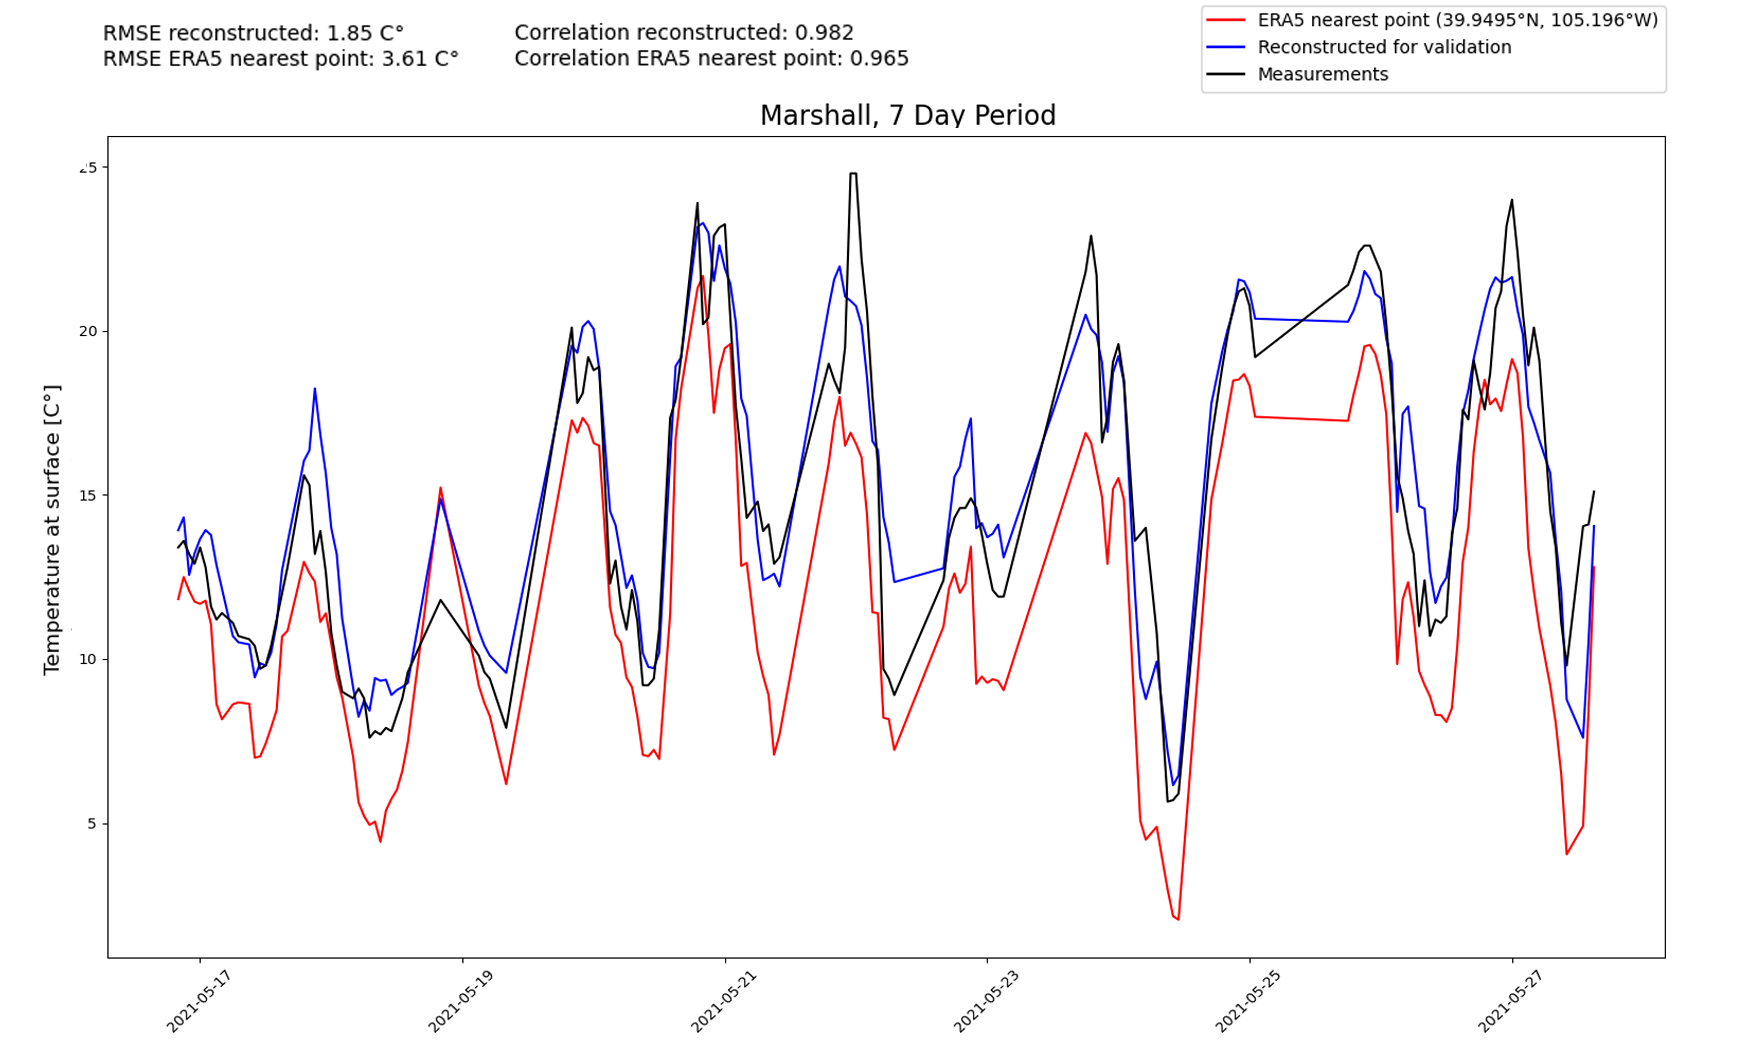 RMSE reconstructed: 1.85 C°
RMSE ERA5 nearest point: 3.61 C°
Correlation reconstructed: 0.982
Correlation ERA5 nearest point: 0.965
ERA5 nearest point (39.9495°N, 105.196°W)
Reconstructed for validation
Measurements
Marshall, 7 Day Period
Temperature at surface [C°]
25
20
15
10
5
2021-05-17
2021-05-19
2021-05-21
2021-05-23
2021-05-25
2021-05-27